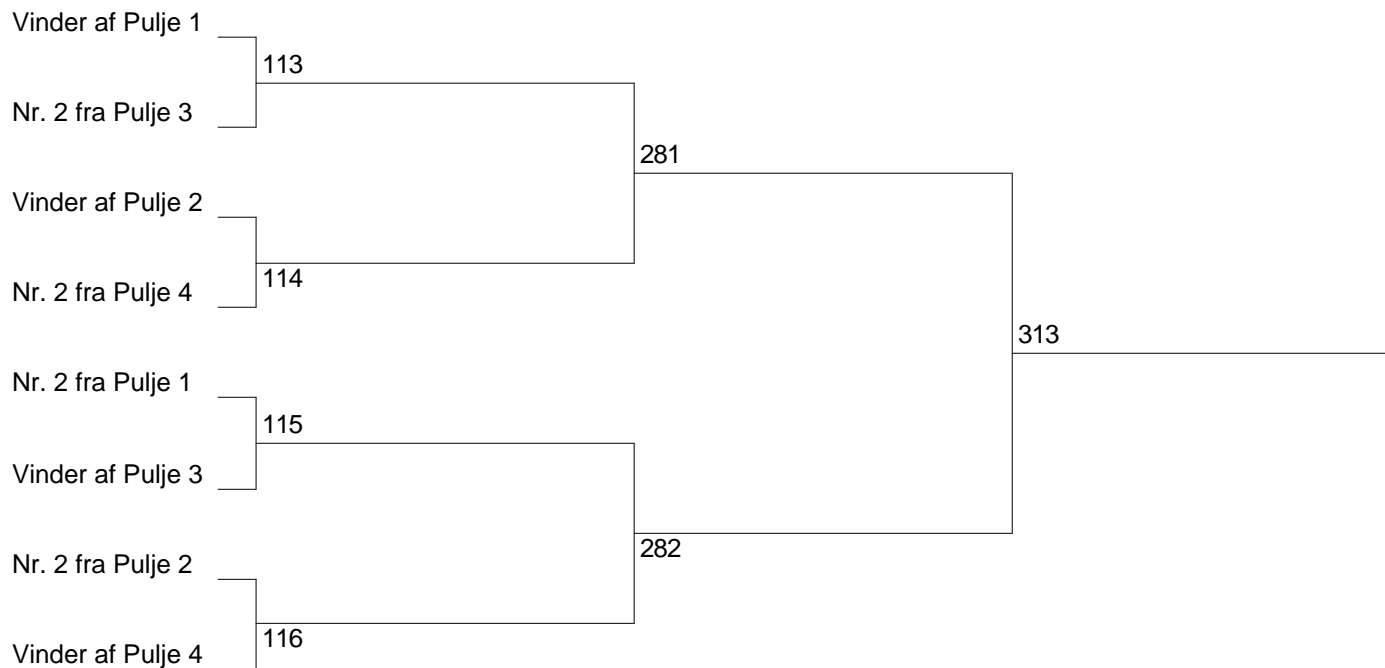 Vinder af Pulje 1
113
Nr. 2 fra Pulje 3
281
Vinder af Pulje 2
114
Nr. 2 fra Pulje 4
313
Nr. 2 fra Pulje 1
115
Vinder af Pulje 3
282
Nr. 2 fra Pulje 2
116
Vinder af Pulje 4